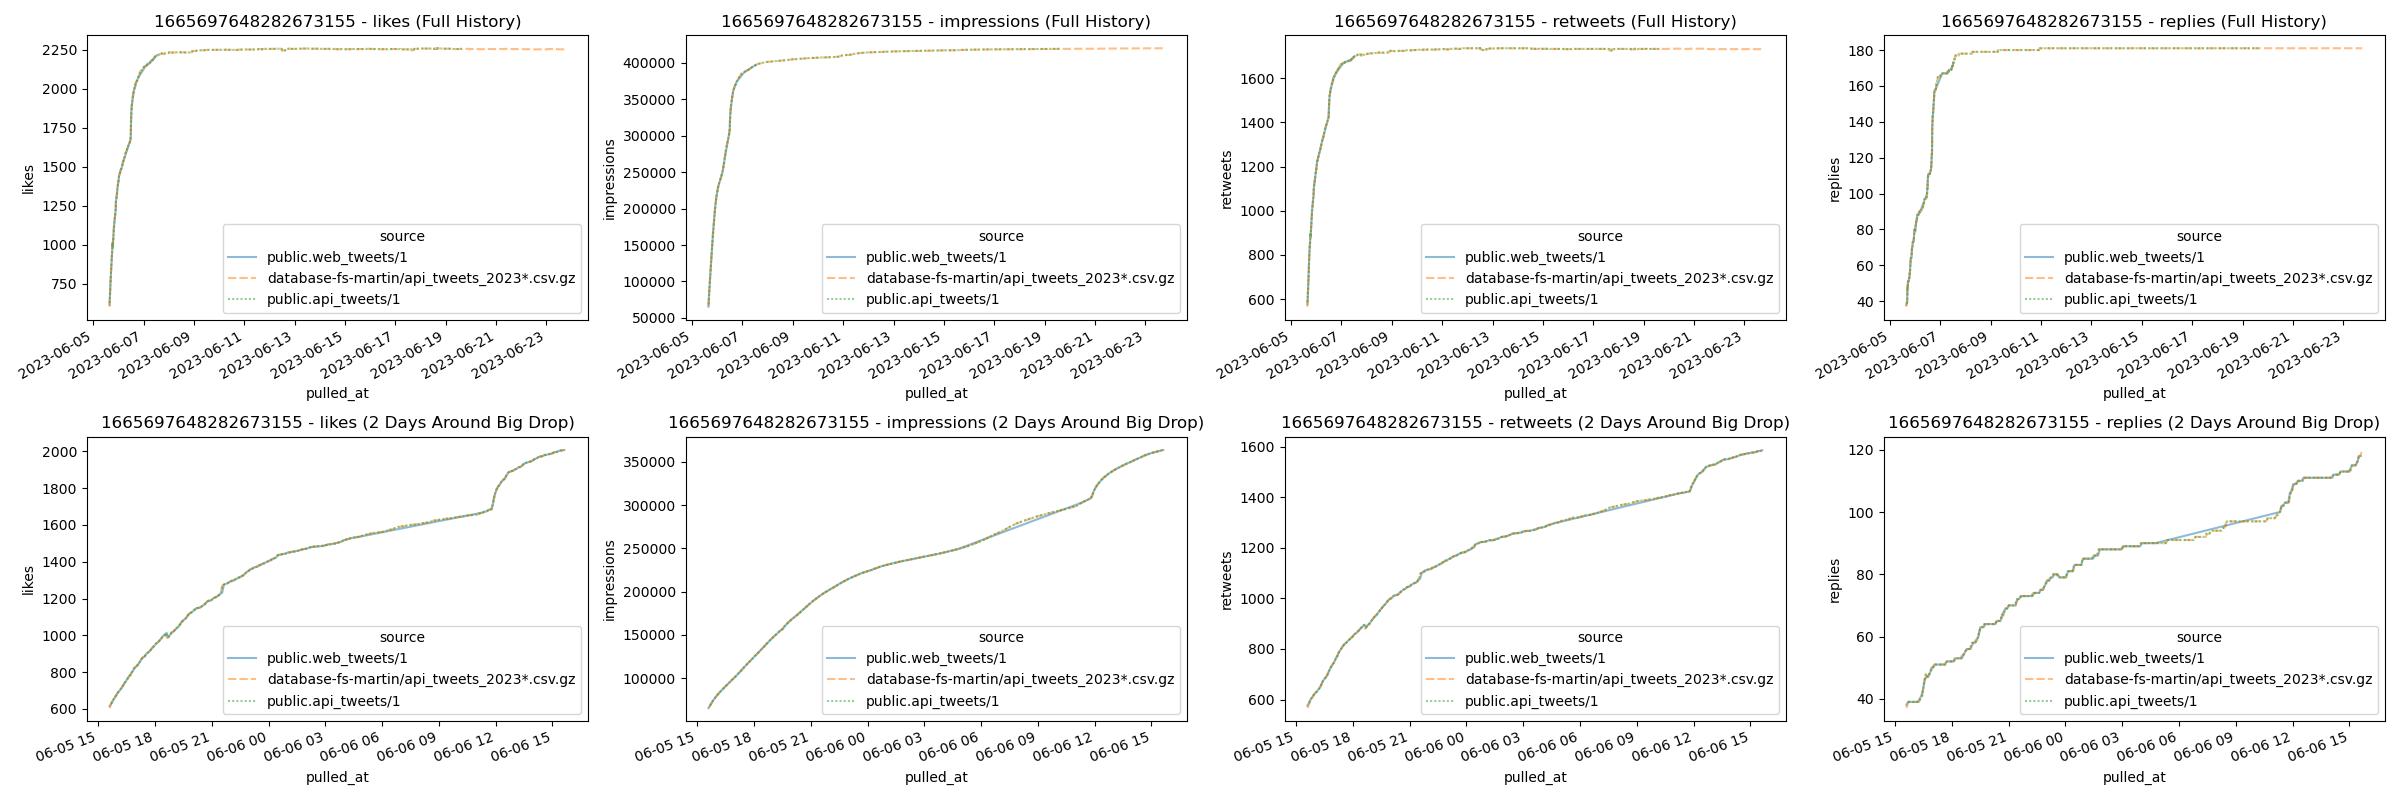 1665697648282673155 - likes (Full History)
likes
2250
2000
1750
1500
1250
1000
750
source
public.web_tweets/1
database-fs-martin/api_tweets_2023*.csv.gz
public.api_tweets/1
2023-06-05
2023-06-07
2023-06-09
2023-06-11
2023-06-13
2023-06-15
2023-06-17
2023-06-19
2023-06-21
2023-06-23
pulled_at
1665697648282673155 - impressions (Full History)
impressions
400000
350000
300000
250000
200000
150000
100000
50000
source
public.web_tweets/1
database-fs-martin/api_tweets_2023*.csv.gz
public.api_tweets/1
2023-06-05
2023-06-07
2023-06-09
2023-06-11
2023-06-13
2023-06-15
2023-06-17
2023-06-19
2023-06-21
2023-06-23
pulled_at
1665697648282673155 - retweets (Full History)
retweets
1600
1400
1200
1000
800
600
source
public.web_tweets/1
database-fs-martin/api_tweets_2023*.csv.gz
public.api_tweets/1
2023-06-05
2023-06-07
2023-06-09
2023-06-11
2023-06-13
2023-06-15
2023-06-17
2023-06-19
2023-06-21
2023-06-23
pulled_at
1665697648282673155 - replies (Full History)
replies
180
160
140
120
100
80
60
40
source
public.web_tweets/1
database-fs-martin/api_tweets_2023*.csv.gz
public.api_tweets/1
2023-06-05
2023-06-07
2023-06-09
2023-06-11
2023-06-13
2023-06-15
2023-06-17
2023-06-19
2023-06-21
2023-06-23
pulled_at
1665697648282673155 - likes (2 Days Around Big Drop)
likes
2000
1800
1600
1400
1200
1000
800
600
source
public.web_tweets/1
database-fs-martin/api_tweets_2023*.csv.gz
public.api_tweets/1
06-05 15
06-05 18
06-05 21
06-06 00
06-06 03
06-06 06
06-06 09
06-06 12
06-06 15
pulled_at
1665697648282673155 - impressions (2 Days Around Big Drop)
impressions
350000
300000
250000
200000
150000
100000
source
public.web_tweets/1
database-fs-martin/api_tweets_2023*.csv.gz
public.api_tweets/1
06-05 15
06-05 18
06-05 21
06-06 00
06-06 03
06-06 06
06-06 09
06-06 12
06-06 15
pulled_at
1665697648282673155 - retweets (2 Days Around Big Drop)
retweets
1600
1400
1200
1000
800
600
source
public.web_tweets/1
database-fs-martin/api_tweets_2023*.csv.gz
public.api_tweets/1
06-05 15
06-05 18
06-05 21
06-06 00
06-06 03
06-06 06
06-06 09
06-06 12
06-06 15
pulled_at
1665697648282673155 - replies (2 Days Around Big Drop)
replies
120
100
80
60
40
source
public.web_tweets/1
database-fs-martin/api_tweets_2023*.csv.gz
public.api_tweets/1
06-05 15
06-05 18
06-05 21
06-06 00
06-06 03
06-06 06
06-06 09
06-06 12
06-06 15
pulled_at